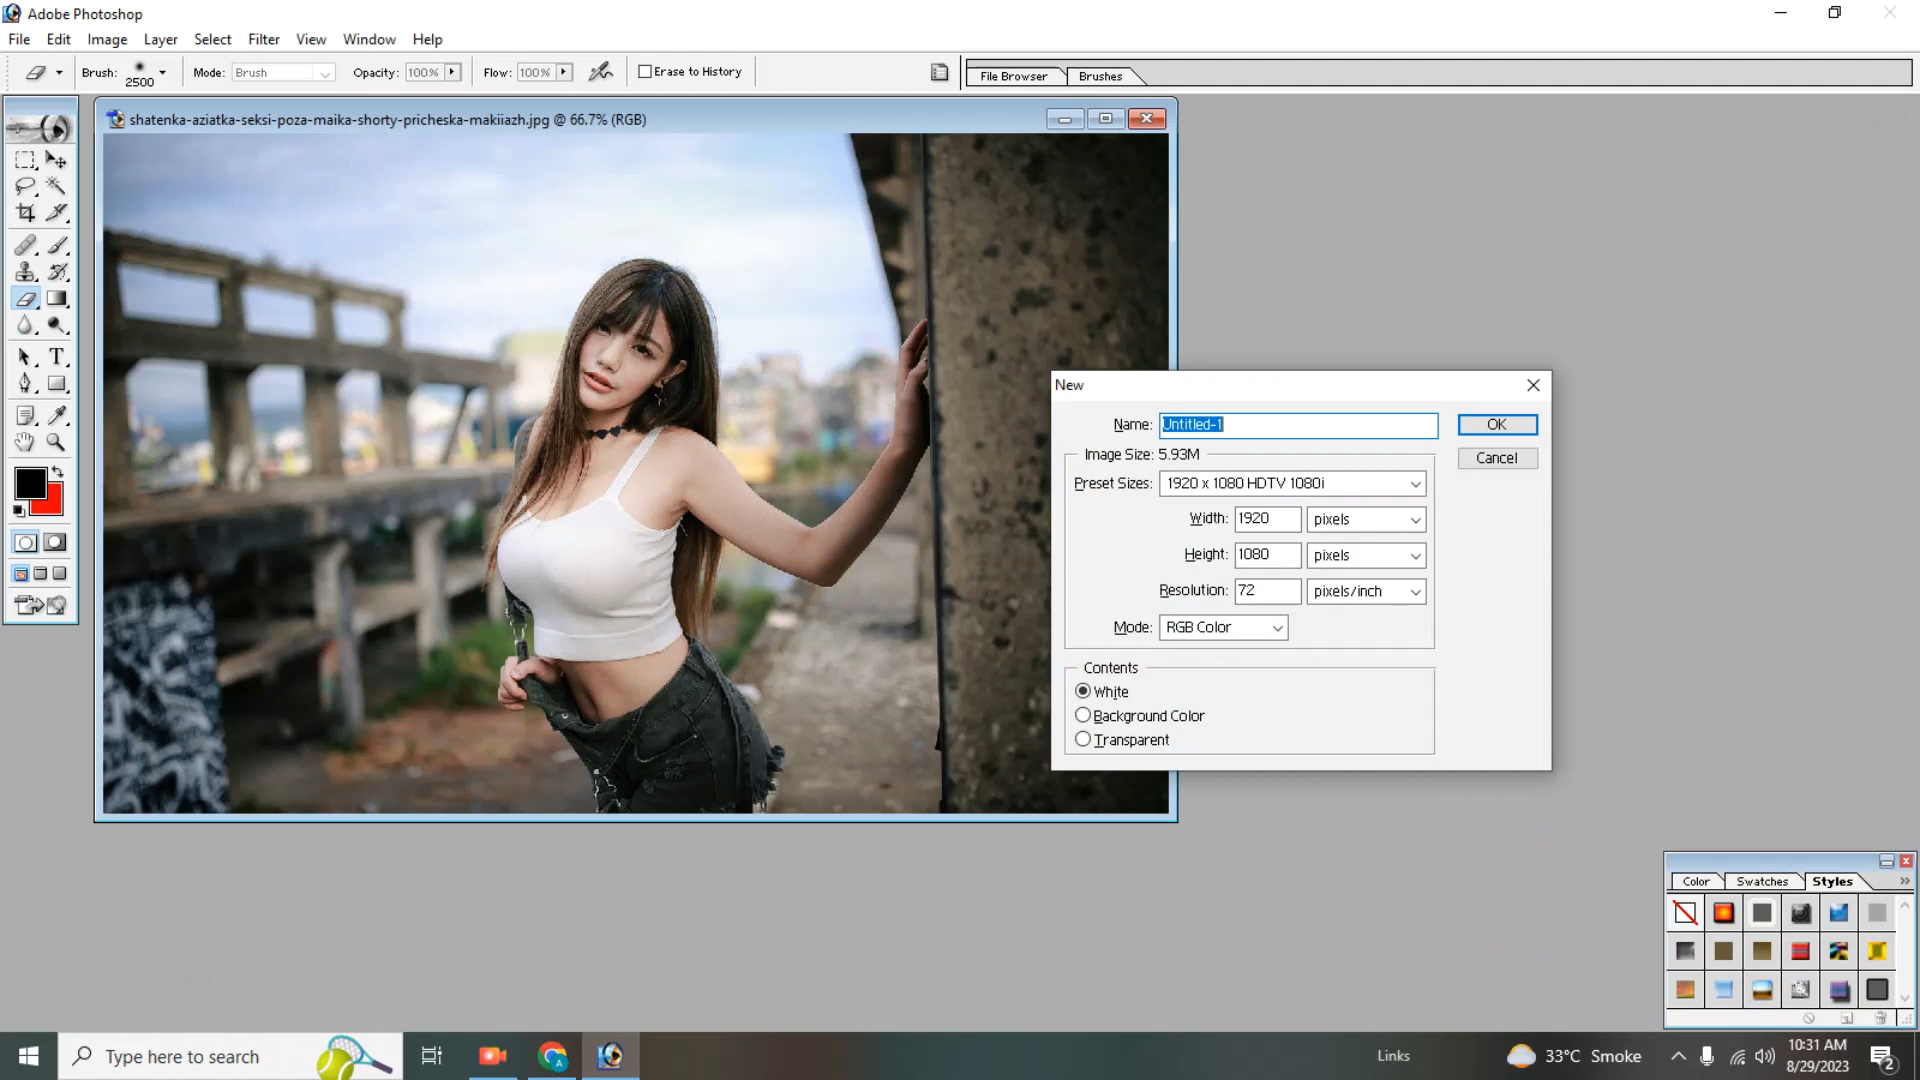 Adobe Photoshop
File Edit Image Layer Select Filter View Window Help
Brush: 2500 Mode: Brush Opacity: 100% Flow: 100% Erase to History File Browser Brushes
shatenka-aziatka-seksi-poza-maika-shorty-pricheska-makiiazh.jpg @ 66.7% (RGB)
New
Name: Untitled-1 OK
Image Size: 5.93M Cancel
Preset Sizes: 1920 x 1080 HDTV 1080i
Width: 1920 pixels
Height: 1080 pixels
Resolution: 72 pixels/inch
Mode: RGB Color
Contents
White
Background Color
Transparent
Color Swatches Styles
Type here to search Links 33°C Smoke 10:31 AM
8/29/2023 2